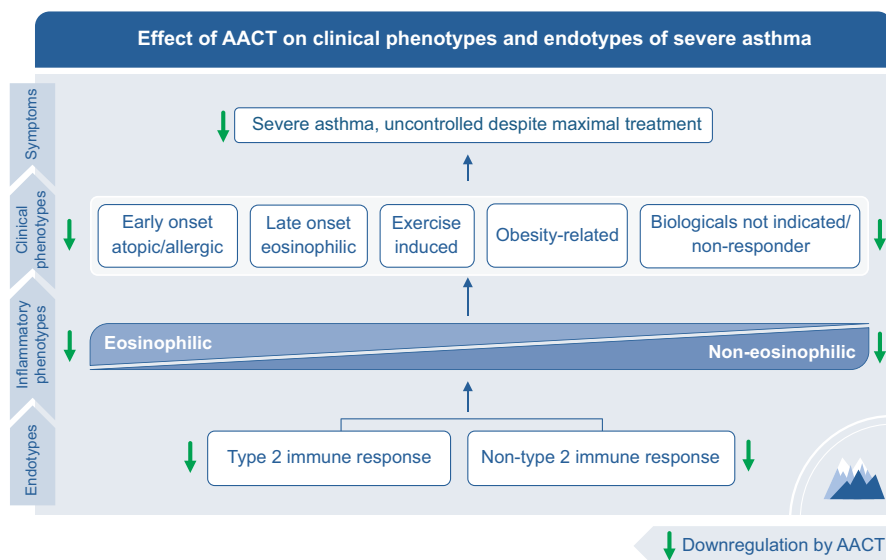 Effect of AACT on clinical phenotypes and endotypes of severe asthma
Symptoms
Severe asthma, uncontrolled despite maximal treatment
Clinical
phenotypes
Early onset
atopic/allergic
Late onset
eosinophilic
Exercise
induced
Obesity-related
Biologicals not indicated/
non-responder
Inflammatory
phenotypes
Eosinophilic
Non-eosinophilic
Endotypes
Type 2 immune response
Non-type 2 immune response
Downregulation by AACT